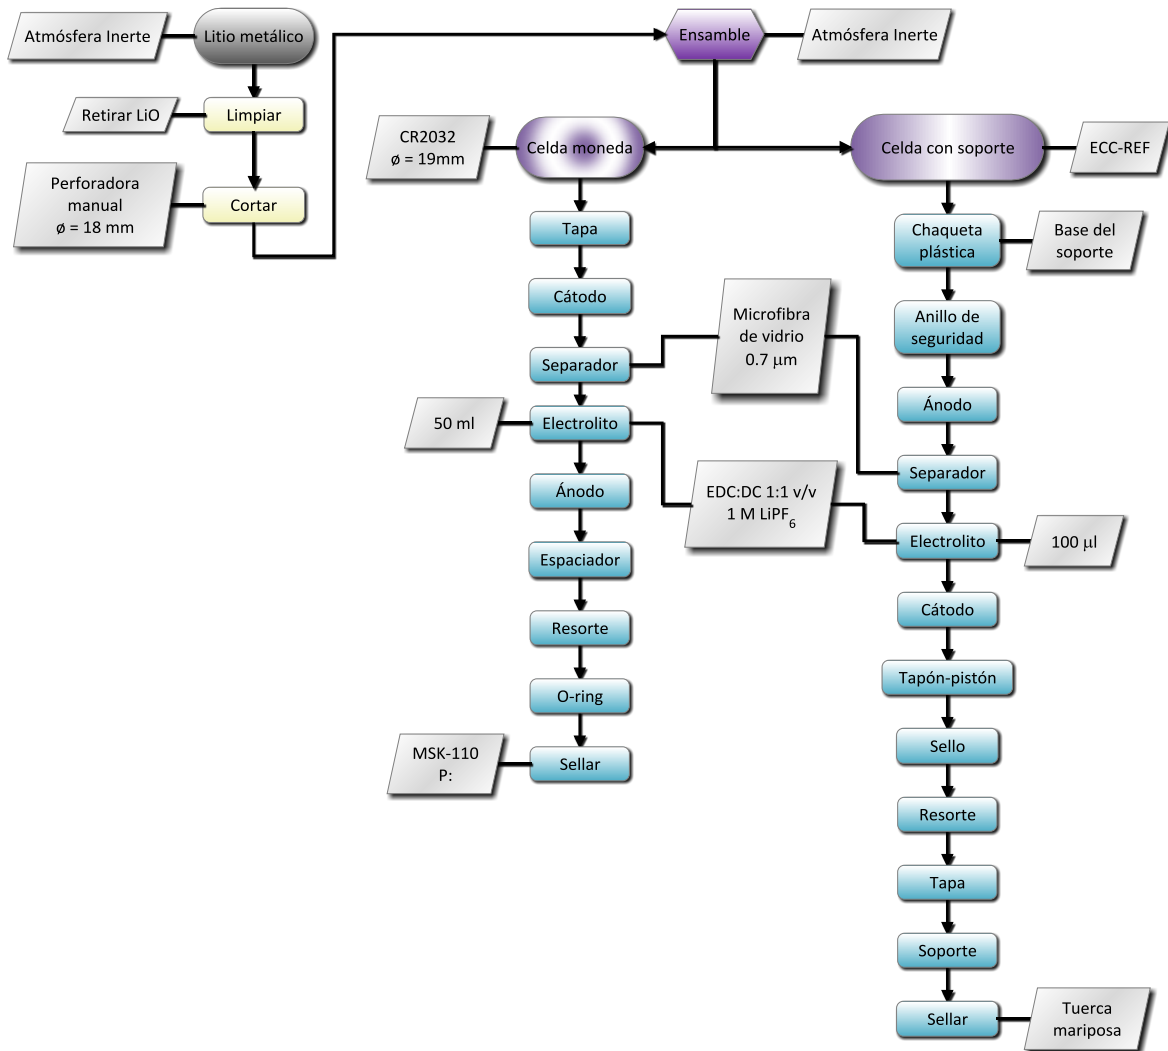 Atmósfera Inerte
Litio metálico
Retirar LiO
Limpiar
Perforadora
manual
ø = 18 mm
Cortar
Ensamble
Atmósfera Inerte
CR2032
ø = 19mm
Celda moneda
Tapa
Cátodo
Separador
Microfibra
de vidrio
0.7 µm
50 ml
Electrolito
EDC:DC 1:1 v/v
1 M LiPF6
Ánodo
Espaciador
Resorte
O-ring
MSK-110
P:
Sellar
Celda con soporte
ECC-REF
Chaqueta
plástica
Base del
soporte
Anillo de
seguridad
Ánodo
Separador
Electrolito
100 µl
Cátodo
Tapón-pistón
Sello
Resorte
Tapa
Soporte
Sellar
Tuerca
mariposa